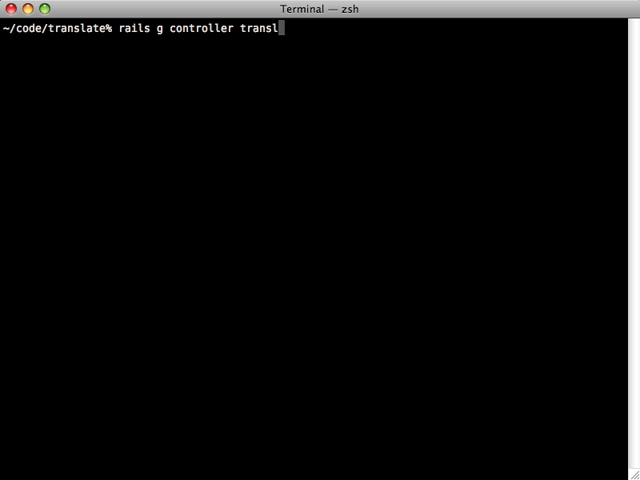 Terminal — zsh
~/code/translate% rails g controller transl